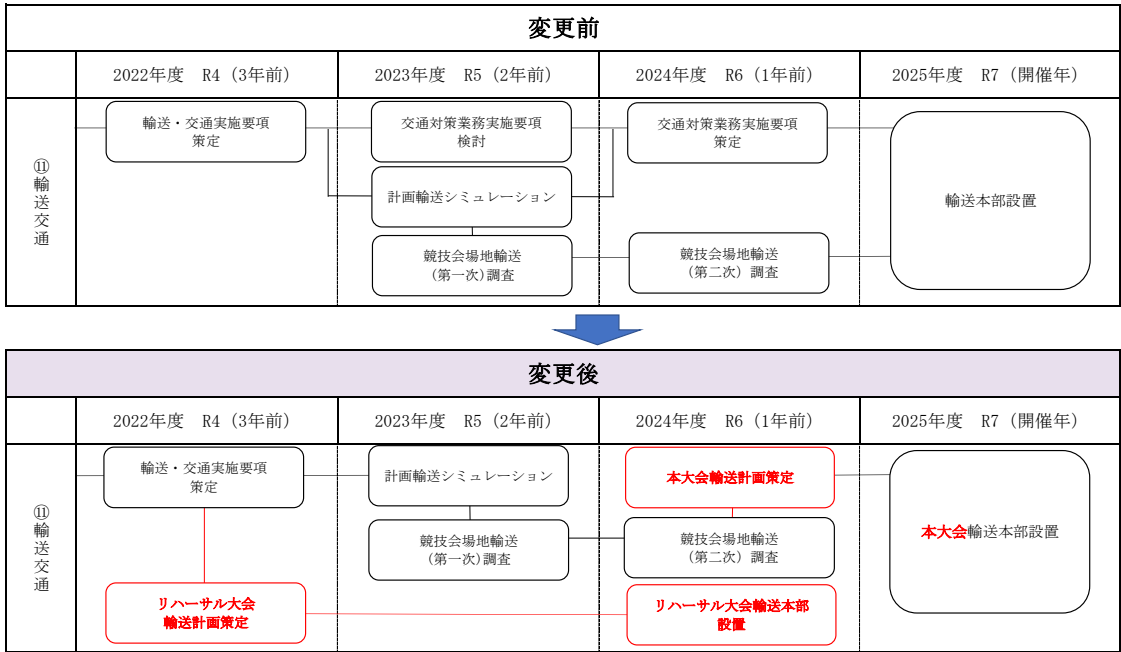 変更前
2022年度 R4(3年前)
2023年度 R5(2年前)
2024年度 R6(1年前)
2025年度 R7(開催年)
⑪輸送交通
輸送・交通実施要項
策定
交通対策業務実施要項
検討
交通対策業務実施要項
策定
計画輸送シミュレーション
輸送本部設置
競技会場地輸送
(第一次)調査
競技会場地輸送
(第二次)調査
変更後
2022年度 R4(3年前)
2023年度 R5(2年前)
2024年度 R6(1年前)
2025年度 R7(開催年)
⑪輸送交通
輸送・交通実施要項
策定
計画輸送シミュレーション
本大会輸送計画策定
競技会場地輸送
(第一次)調査
競技会場地輸送
(第二次)調査
本大会輸送本部設置
リハーサル大会
輸送計画策定
リハーサル大会輸送本部
設置